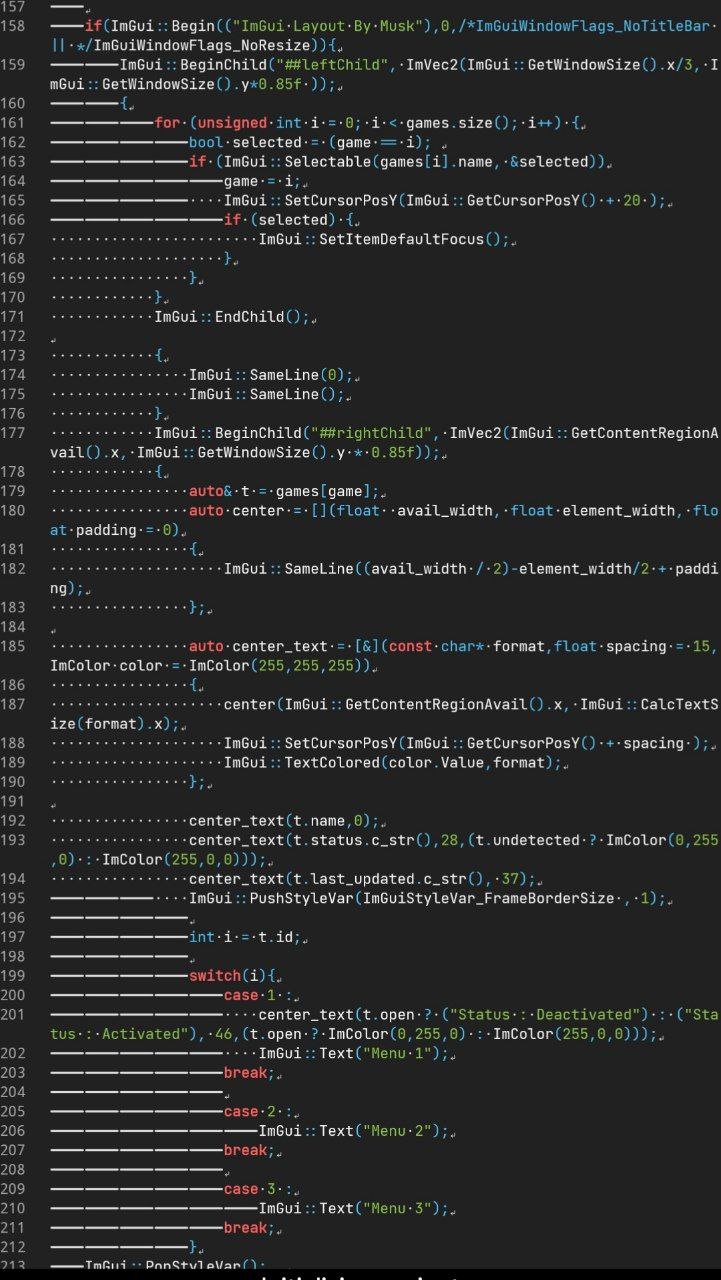 157
158 if(ImGui::Begin(("ImGui Layout By Musk"),0,/*ImGuiWindowFlags_NoTitleBar
|| */ImGuiWindowFlags_NoResize)){
159 ImGui::BeginChild("##leftChild", ImVec2(ImGui::GetWindowSize().x/3, I
mGui::GetWindowSize().y*0.85f ));
160 {
161 for (unsigned int i = 0; i < games.size(); i++) {
162 bool selected = (game == i);
163 if (ImGui::Selectable(games[i].name, &selected))
164 game = i;
165 ImGui::SetCursorPosY(ImGui::GetCursorPosY() + 20 );
166 if (selected) {
167 ImGui::SetItemDefaultFocus();
168 }
169 }
170 }
171 ImGui::EndChild();
172
173 {
174 ImGui::SameLine(0);
175 ImGui::SameLine();
176 }
177 ImGui::BeginChild("##rightChild", ImVec2(ImGui::GetContentRegionA
vail().x, ImGui::GetWindowSize().y * 0.85f));
178 {
179 auto& t = games[game];
180 auto center = [](float  avail_width, float element_width, flo
at padding = 0)
181 {
182 ImGui::SameLine((avail_width / 2)-element_width/2 + paddi
ng);
183 };
184
185 auto center_text = [&](const char* format,float spacing = 15,
ImColor color = ImColor(255,255,255))
186 {
187 center(ImGui::GetContentRegionAvail().x, ImGui::CalcTextS
ize(format).x);
188 ImGui::SetCursorPosY(ImGui::GetCursorPosY() + spacing );
189 ImGui::TextColored(color.Value,format);
190 };
191
192 center_text(t.name,0);
193 center_text(t.status.c_str(),28,(t.undetected ? ImColor(0,255
,0) : ImColor(255,0,0)));
194 center_text(t.last_updated.c_str(), 37);
195 ImGui::PushStyleVar(ImGuiStyleVar_FrameBorderSize , 1);
196
197 int i = t.id;
198
199 switch(i){
200 case 1 :
201 center_text(t.open ? ("Status : Deactivated") : ("Sta
tus : Activated"), 46,(t.open ? ImColor(0,255,0) : ImColor(255,0,0)));
202 ImGui::Text("Menu 1");
203 break;
204
205 case 2 :
206 ImGui::Text("Menu 2");
207 break;
208
209 case 3 :
210 ImGui::Text("Menu 3");
211 break;
212 }
213 ImGui::PopStyleVar();